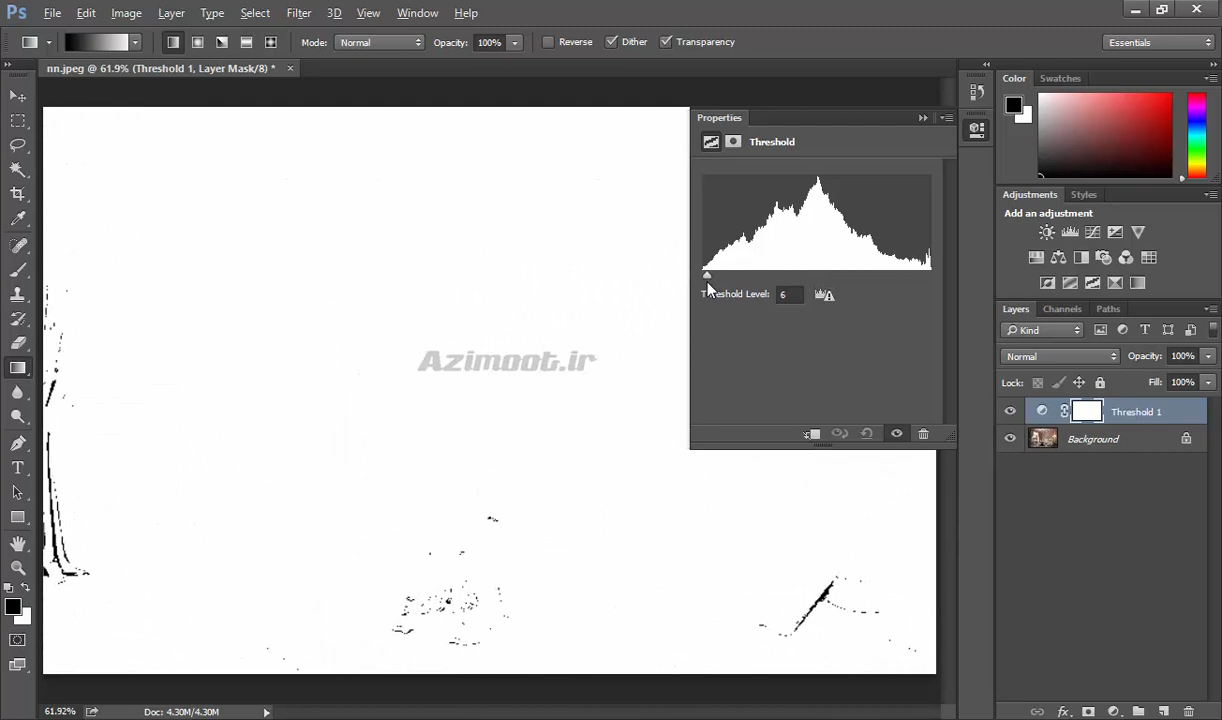 Ps File Edit Image Layer Type Select Filter 3D View Window Help
Mode: Normal Opacity: 100% Reverse Dither Transparency Essentials
nn.jpeg @ 61.9% (Threshold 1, Layer Mask/8) *
Color Swatches
Properties
Threshold
Threshold Level: 6
Adjustments Styles
Add an adjustment
Layers Channels Paths
Kind
Normal Opacity: 100%
Lock: Fill: 100%
Threshold 1
Background
Azimoot.ir
61.92% Doc: 4.30M/4.30M